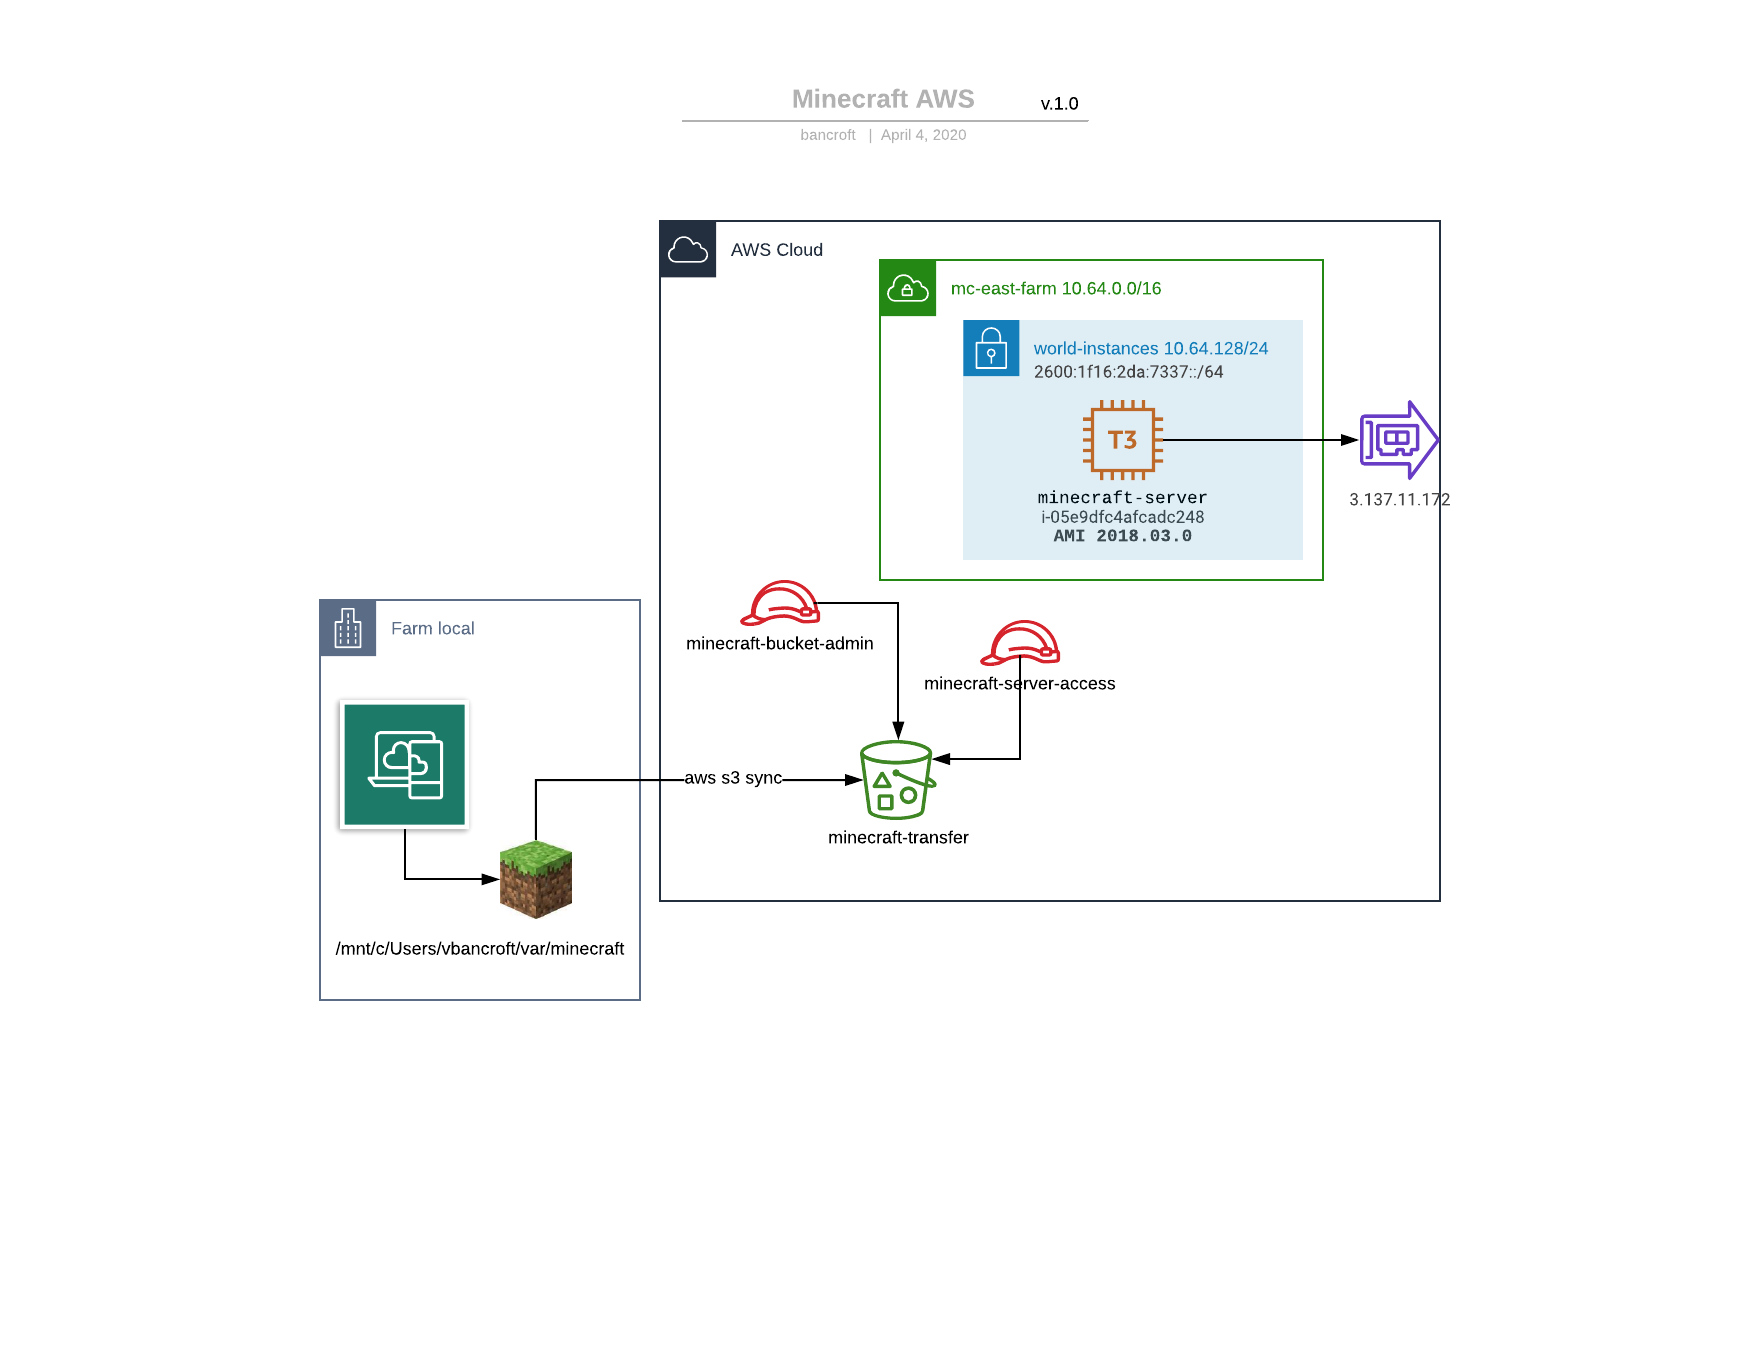 Minecraft AWS
v.1.0
bancroft | April 4, 2020
AWS Cloud
mc-east-farm 10.64.0.0/16
world-instances 10.64.128/24
2600:1f16:2da:7337::/64
T3
minecraft-server
i-05e9dfc4afcadc248
AMI 2018.03.0
3.137.11.172
minecraft-bucket-admin
minecraft-server-access
Farm local
aws s3 sync
minecraft-transfer
/mnt/c/Users/vbancroft/var/minecraft